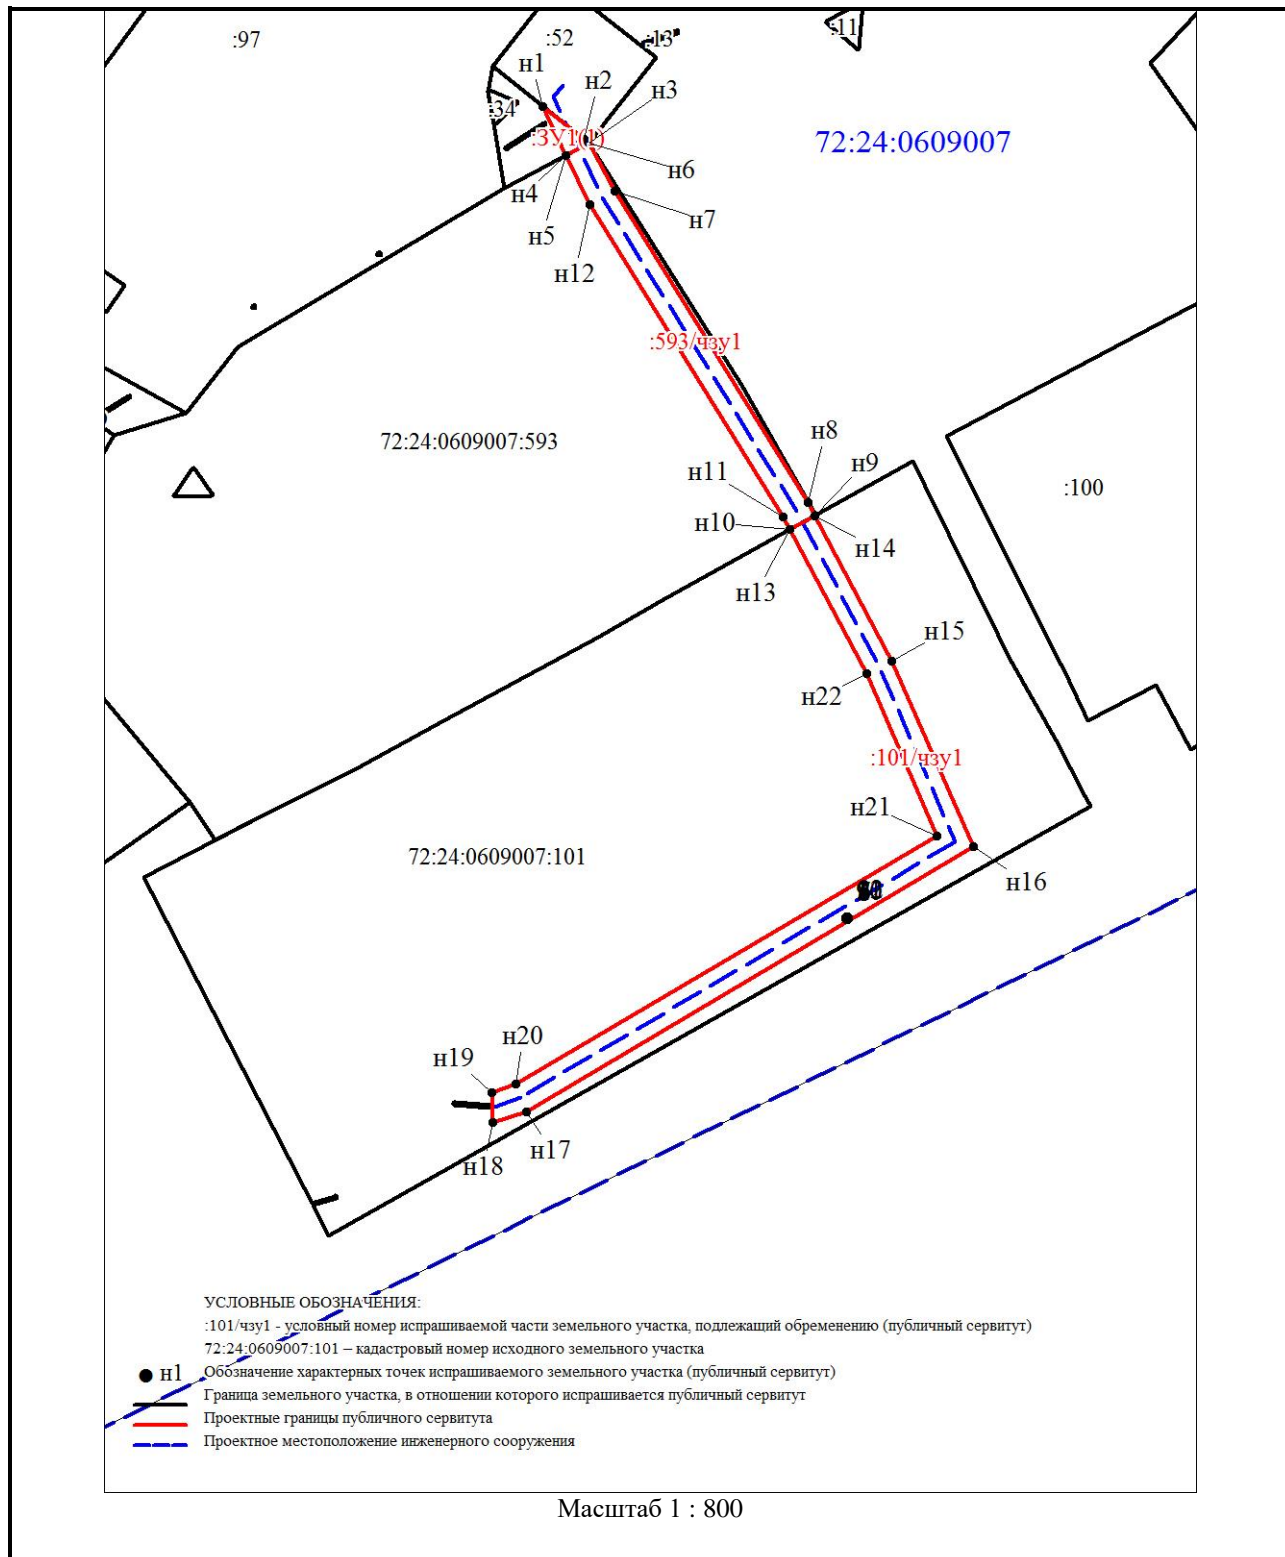 :97
:52
:13
:11
н1
н2
н3
:34
:ЗУ1(1)
72:24:0609007
н6
н4
н7
н5
н12
:593/чзу1
72:24:0609007:593
н8
н9
н11
:100
н10
н14
н13
н15
н22
:101/чзу1
н21
72:24:0609007:101
н16
н20
н19
н17
н18
УСЛОВНЫЕ ОБОЗНАЧЕНИЯ:
:101/чзу1 - условный номер испрашиваемой части земельного участка, подлежащий обременению (публичный сервитут)
72:24:0609007:101 – кадастровый номер исходного земельного участка
н1 Обозначение характерных точек испрашиваемого земельного участка (публичный сервитут)
Граница земельного участка, в отношении которого испрашивается публичный сервитут
Проектные границы публичного сервитута
Проектное местоположение инженерного сооружения
Масштаб 1 : 800